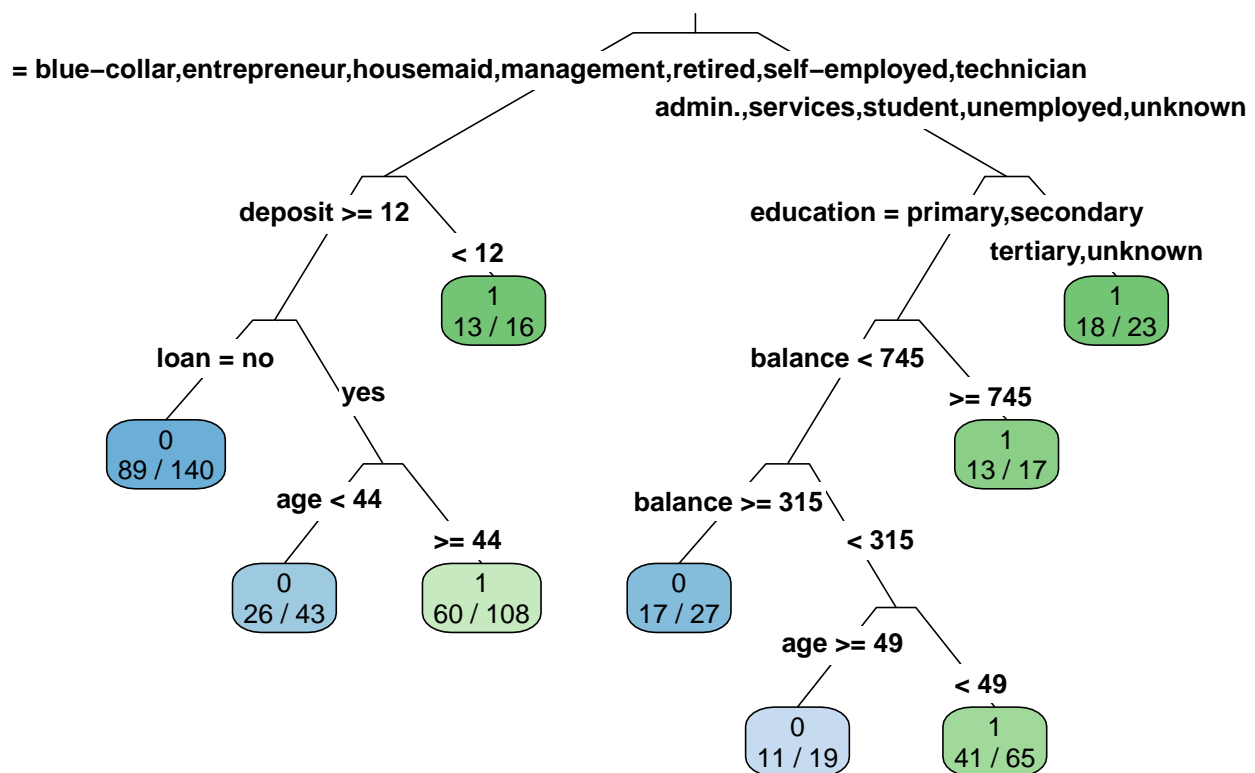 = blue−collar,entrepreneur,housemaid,management,retired,self−employed,technician
admin.,services,student,unemployed,unknown
deposit >= 12
education = primary,secondary
< 12
tertiary,unknown
1
13 / 16
1
18 / 23
loan = no
balance < 745
yes
>= 745
0
89 / 140
1
13 / 17
age < 44
balance >= 315
>= 44
< 315
0
26 / 43
1
60 / 108
0
17 / 27
age >= 49
< 49
0
11 / 19
1
41 / 65